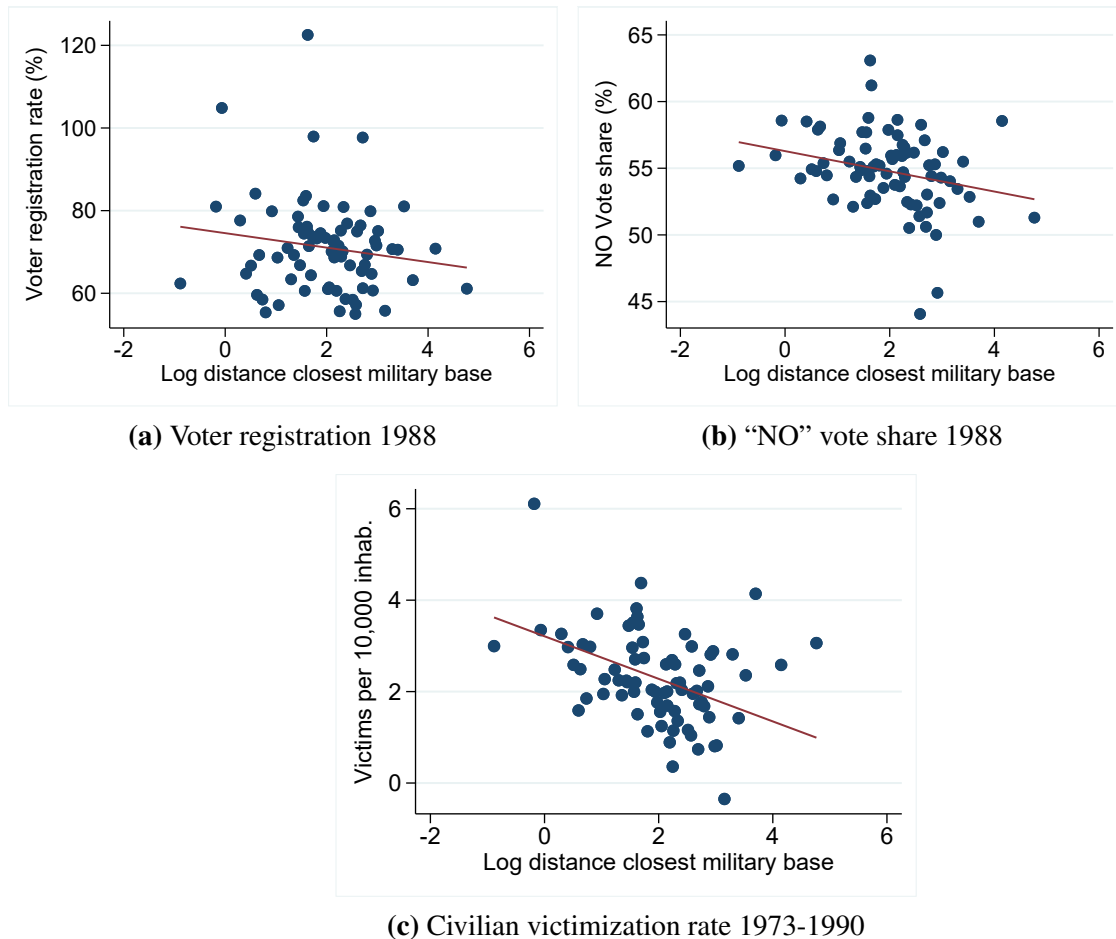 Voter registration rate (%)
120
100
80
60
-2 0 2 4 6
Log distance closest military base
(a) Voter registration 1988
NO Vote share (%)
65
60
55
50
45
-2 0 2 4 6
Log distance closest military base
(b) “NO” vote share 1988
Victims per 10,000 inhab.
6
4
2
0
-2 0 2 4 6
Log distance closest military base
(c) Civilian victimization rate 1973-1990